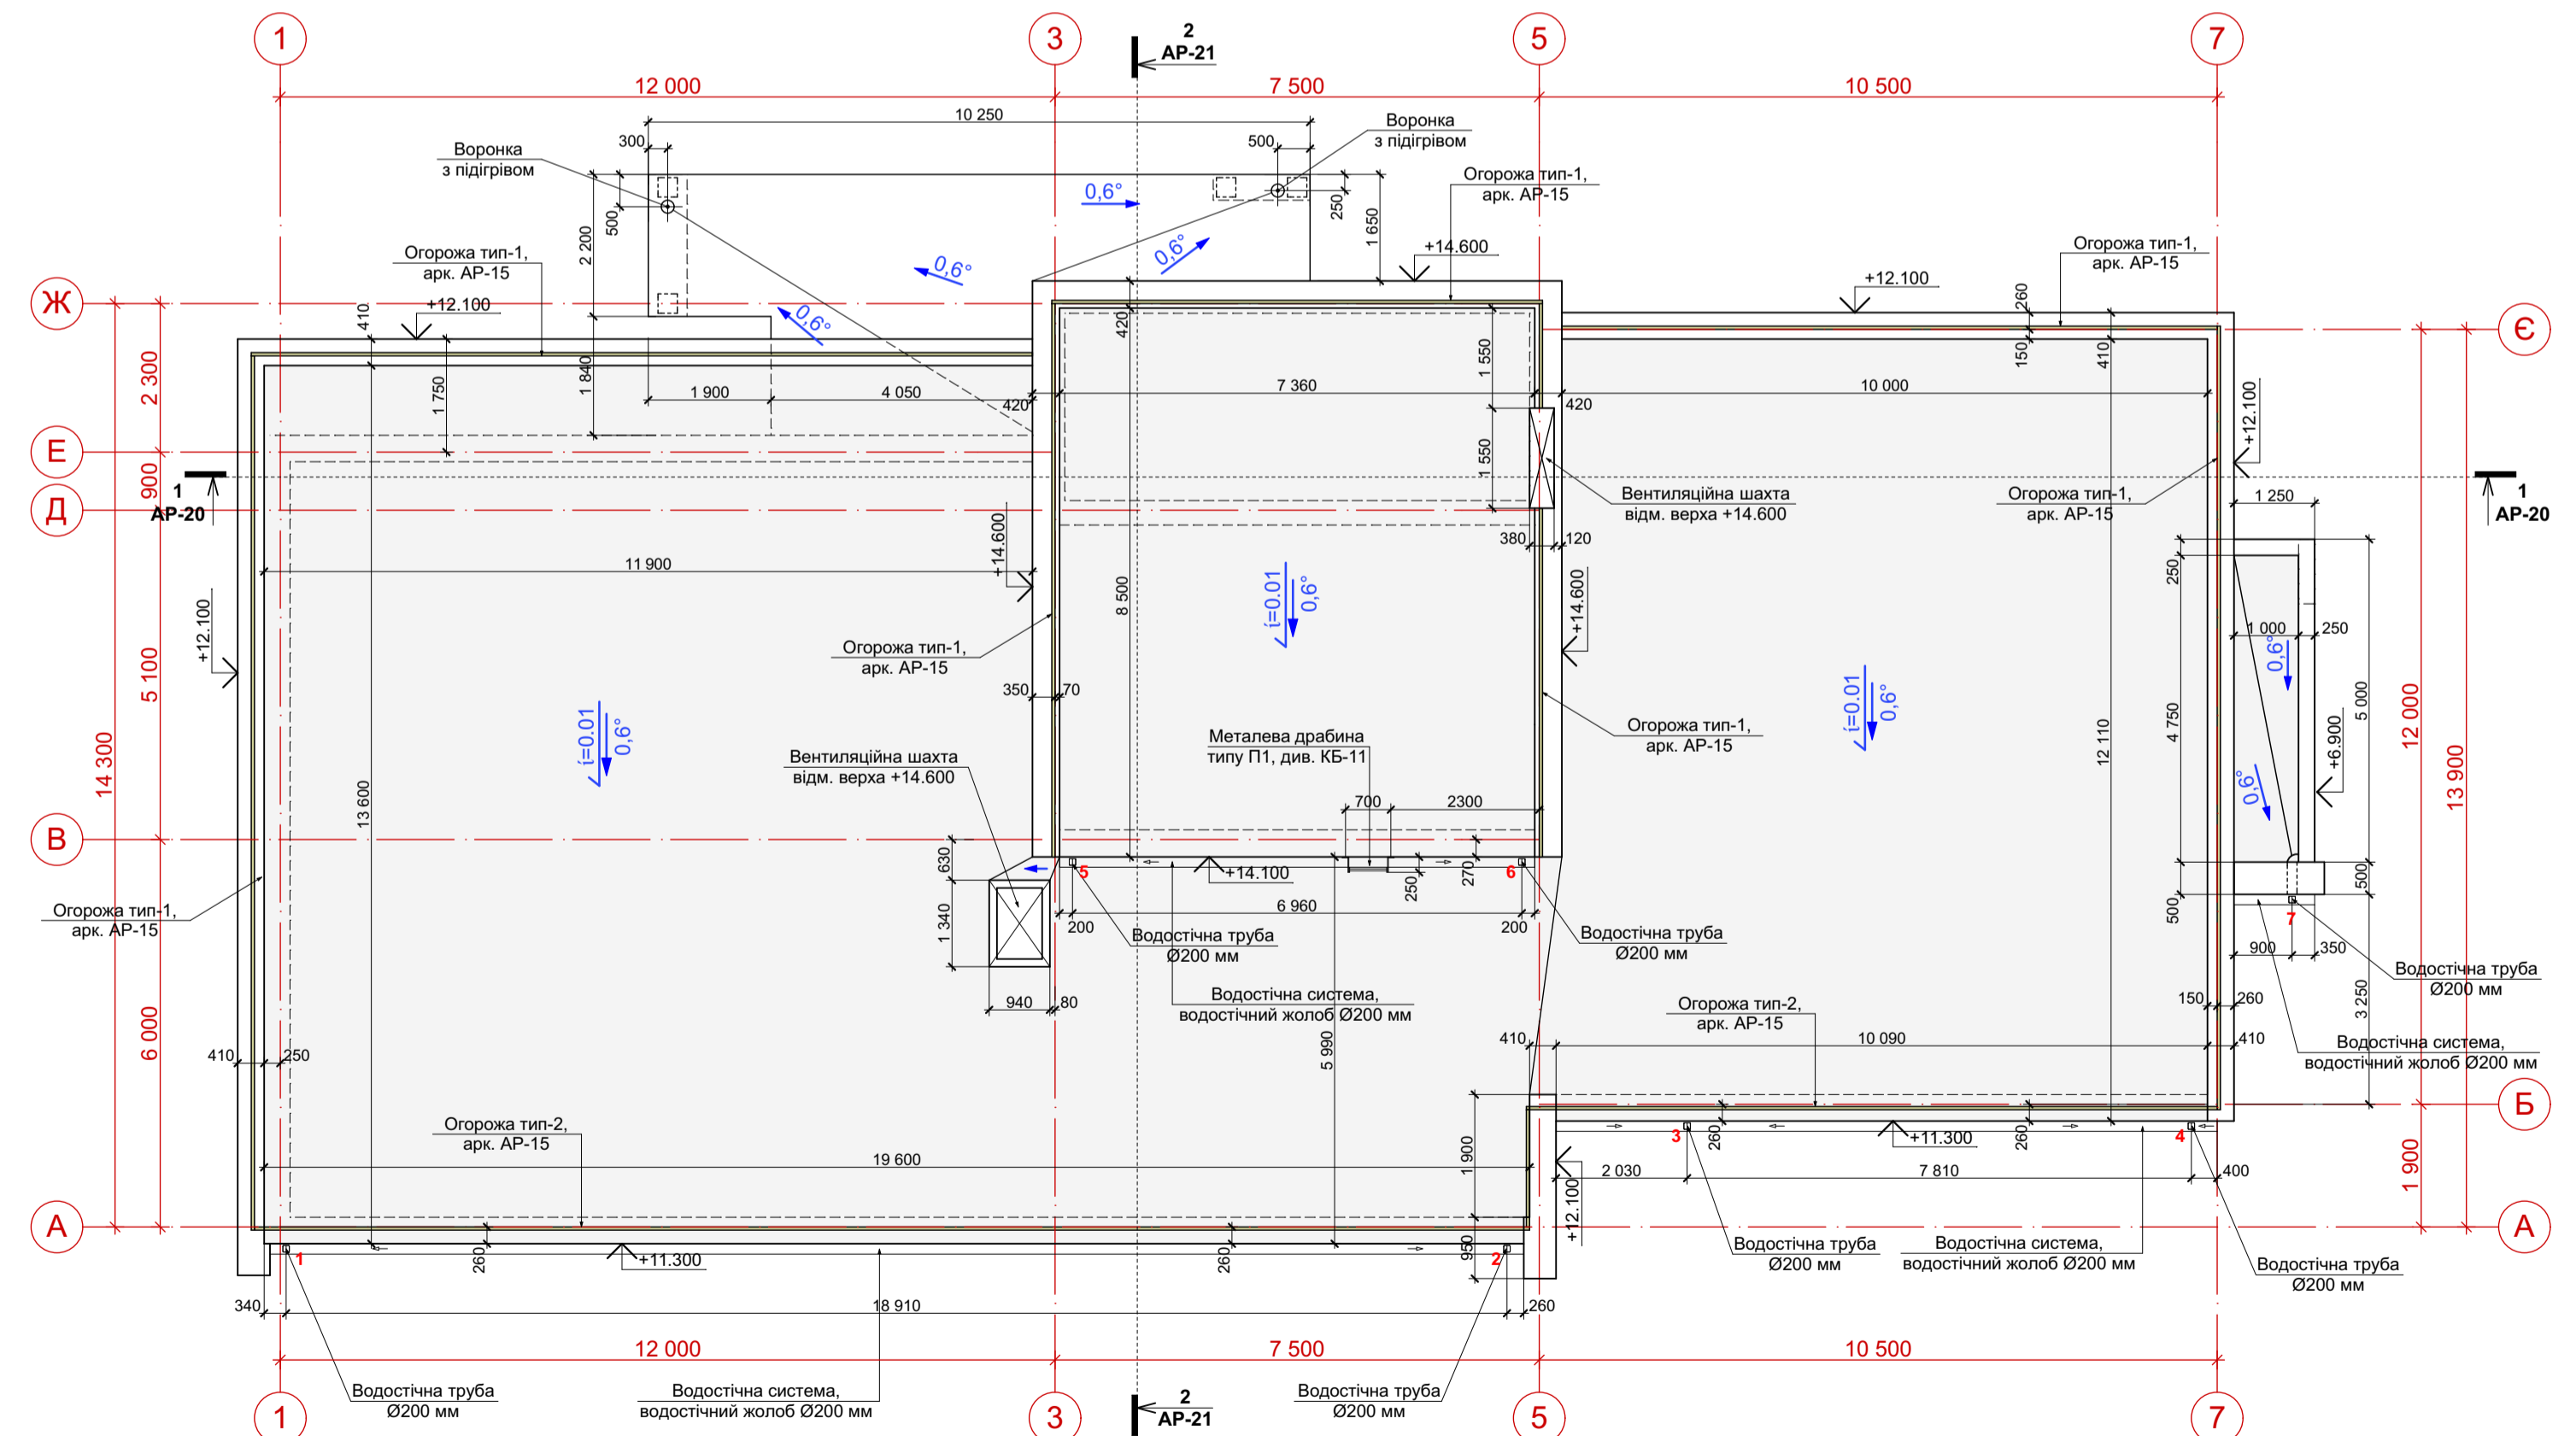 1
3
5
7
2
АР-21
12 000
7 500
10 500
10 250
300
500
Воронка
з підігрівом
Воронка
з підігрівом
Огорожа тип-1,
арк. АР-15
0,6°
500
2 200
250
1 650
0,6°
0,6°
0,6°
+14.600
Огорожа тип-1,
арк. АР-15
+12.100
Огорожа тип-1,
арк. АР-15
+12.100
Ж
Є
410
420
260
150
410
2 300
1 750
1 840
1 900
4 050
420
7 360
1 550
10 000
420
+12.100
Е
900
1 550
Д
1
АР-20
Вентиляційна шахта
відм. верха +14.600
Огорожа тип-1,
арк. АР-15
1 250
1
АР-20
380
120
11 900
+14.600
8 500
i=0.01
0,6°
+14.600
250
1 000
250
0,6°
+12.100
5 100
Огорожа тип-1,
арк. АР-15
350
70
i=0.01
0,6°
i=0.01
0,6°
Огорожа тип-1,
арк. АР-15
4 750
5 000
12 000
13 900
14 300
Металева драбина
типу П1, див. КБ-11
Вентиляційна шахта
відм. верха +14.600
12 110
+6.900
0,6°
13 600
700
2300
В
630
5
+14.100
250
270
6
500
500
1 340
6 960
200
200
7
Огорожа тип-1,
арк. АР-15
Водостічна труба
Ø200 мм
Водостічна труба
Ø200 мм
900
350
Водостічна труба
Ø200 мм
940
80
Водостічна система,
водостічний жолоб Ø200 мм
Огорожа тип-2,
арк. АР-15
150
260
3 250
6 000
410
250
5 990
410
10 090
410
Водостічна система,
водостічний жолоб Ø200 мм
Огорожа тип-2,
арк. АР-15
Б
3
260
+11.300
260
4
19 600
1 900
2 030
7 810
400
1 900
А
А
+12.100
1
260
+11.300
260
2
950
Водостічна труба
Ø200 мм
Водостічна система,
водостічний жолоб Ø200 мм
Водостічна труба
Ø200 мм
340
18 910
260
12 000
7 500
10 500
Водостічна труба
Ø200 мм
Водостічна система,
водостічний жолоб Ø200 мм
Водостічна труба
Ø200 мм
2
АР-21
1
3
5
7